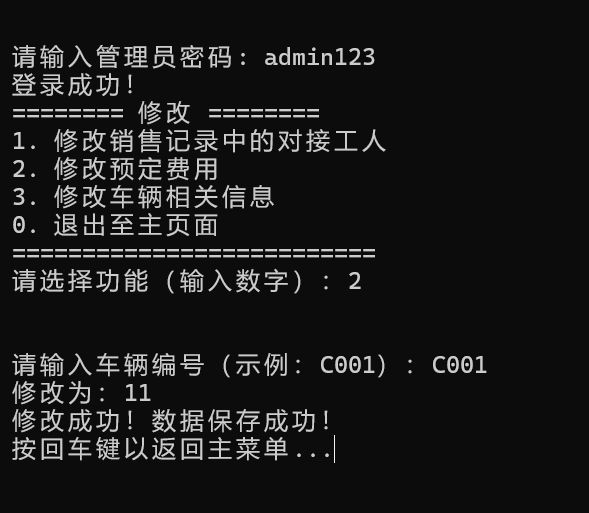 请输入管理员密码: admin123
登录成功!
======== 修改 ========
1. 修改销售记录中的对接工人
2. 修改预定费用
3. 修改车辆相关信息
0. 退出至主页面
==========================
请选择功能（输入数字）: 2
请输入车辆编号（示例: C001）: C001
修改为: 11
修改成功! 数据保存成功!
按回车键以返回主菜单...